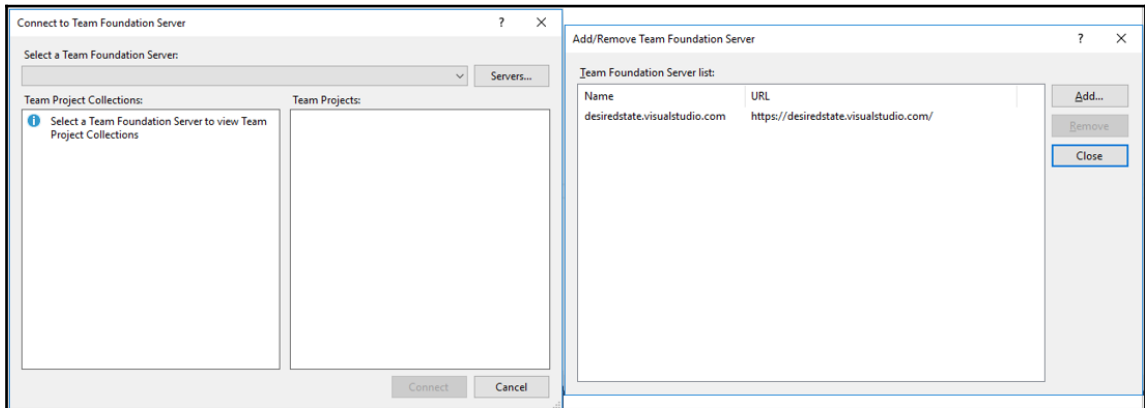 Connect to Team Foundation Server
Select a Team Foundation Server:
Servers...
Team Project Collections:
Team Projects:
Select a Team Foundation Server to view Team
Project Collections
Connect
Cancel
Add/Remove Team Foundation Server
Team Foundation Server list:
Name URL
desiredstate.visualstudio.com https://desiredstate.visualstudio.com/
Add...
Remove
Close